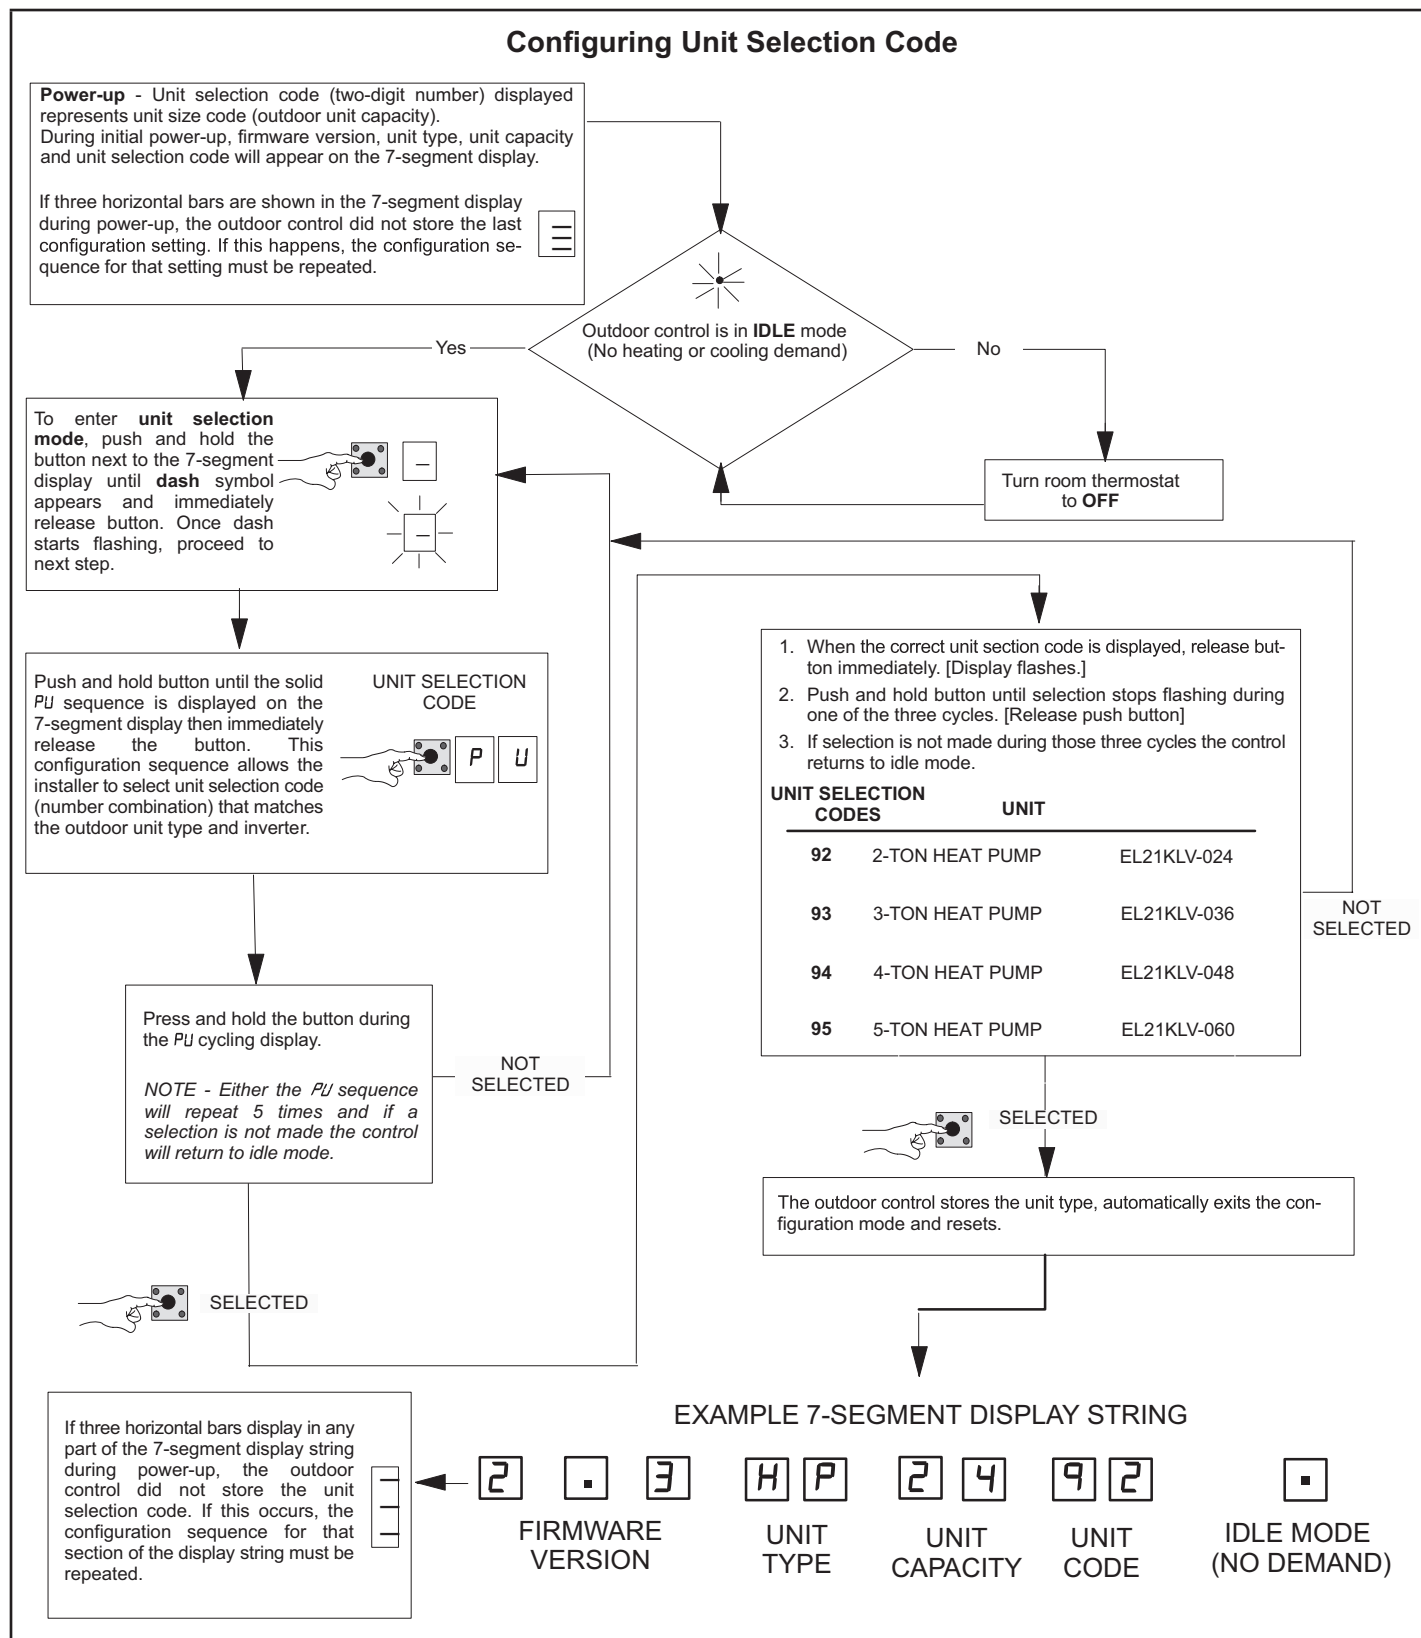 Configuring Unit Selection Code
Power-up - Unit selection code (two-digit number) displayed
represents unit size code (outdoor unit capacity).
During initial power-up, firmware version, unit type, unit capacity
and unit selection code will appear on the 7-segment display.
If three horizontal bars are shown in the 7-segment display
during power-up, the outdoor control did not store the last
configuration setting. If this happens, the configuration se-
quence for that setting must be repeated.
Outdoor control is in IDLE mode
(No heating or cooling demand)
Yes
No
Turn room thermostat
to OFF
To enter unit selection
mode, push and hold the
button next to the 7-segment
display until dash symbol
appears and immediately
release button. Once dash
starts flashing, proceed to
next step.
Push and hold button until the solid
PU sequence is displayed on the
7-segment display then immediately
release the button. This
configuration sequence allows the
installer to select unit selection code
(number combination) that matches
the outdoor unit type and inverter.
UNIT SELECTION
CODE
P U
Press and hold the button during
the PU cycling display.
NOTE - Either the PU sequence
will repeat 5 times and if a
selection is not made the control
will return to idle mode.
NOT
SELECTED
SELECTED
1. When the correct unit section code is displayed, release but-
ton immediately. [Display flashes.]
2. Push and hold button until selection stops flashing during
one of the three cycles. [Release push button]
3. If selection is not made during those three cycles the control
returns to idle mode.
UNIT SELECTION
CODES UNIT
92 2-TON HEAT PUMP EL21KLV-024
93 3-TON HEAT PUMP EL21KLV-036
94 4-TON HEAT PUMP EL21KLV-048
95 5-TON HEAT PUMP EL21KLV-060
NOT
SELECTED
SELECTED
The outdoor control stores the unit type, automatically exits the con-
figuration mode and resets.
EXAMPLE 7-SEGMENT DISPLAY STRING
2 . 3 H P 2 4 9 2 .
FIRMWARE
VERSION
UNIT
TYPE
UNIT
CAPACITY
UNIT
CODE
IDLE MODE
(NO DEMAND)
If three horizontal bars display in any
part of the 7-segment display string
during power-up, the outdoor
control did not store the unit
selection code. If this occurs, the
configuration sequence for that
section of the display string must be
repeated.